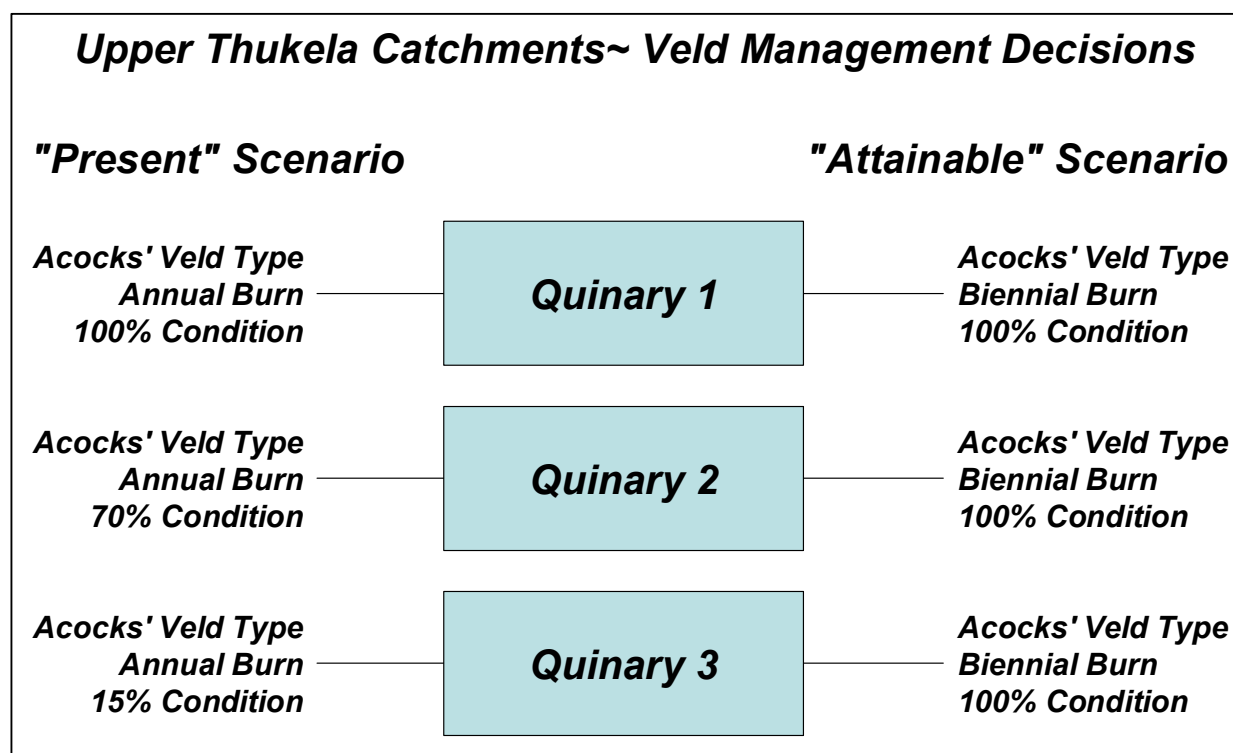 Upper Thukela Catchments~ Veld Management Decisions
"Present" Scenario
"Attainable" Scenario
Acocks' Veld Type
Annual Burn
100% Condition
Quinary 1
Acocks' Veld Type
Biennial Burn
100% Condition
Acocks' Veld Type
Annual Burn
70% Condition
Quinary 2
Acocks' Veld Type
Biennial Burn
100% Condition
Acocks' Veld Type
Annual Burn
15% Condition
Quinary 3
Acocks' Veld Type
Biennial Burn
100% Condition